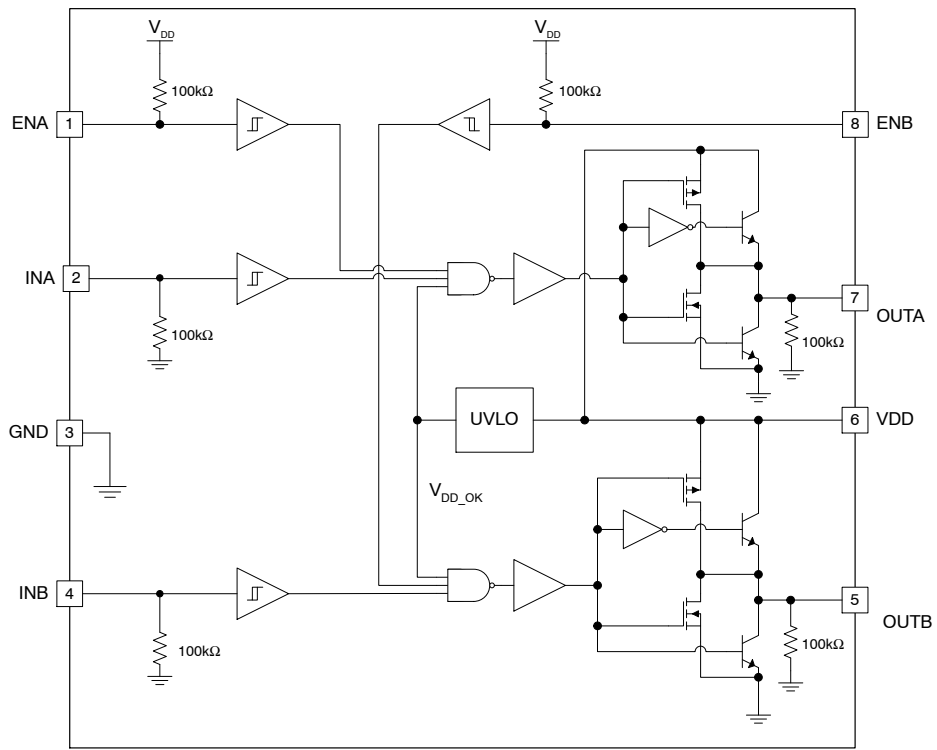 V_DD
V_DD
100kΩ
100kΩ
ENA
1
8
ENB
INA
2
7
OUTA
100kΩ
100kΩ
GND
3
UVLO
6
VDD
V_DD_OK
INB
4
5
OUTB
100kΩ
100kΩ